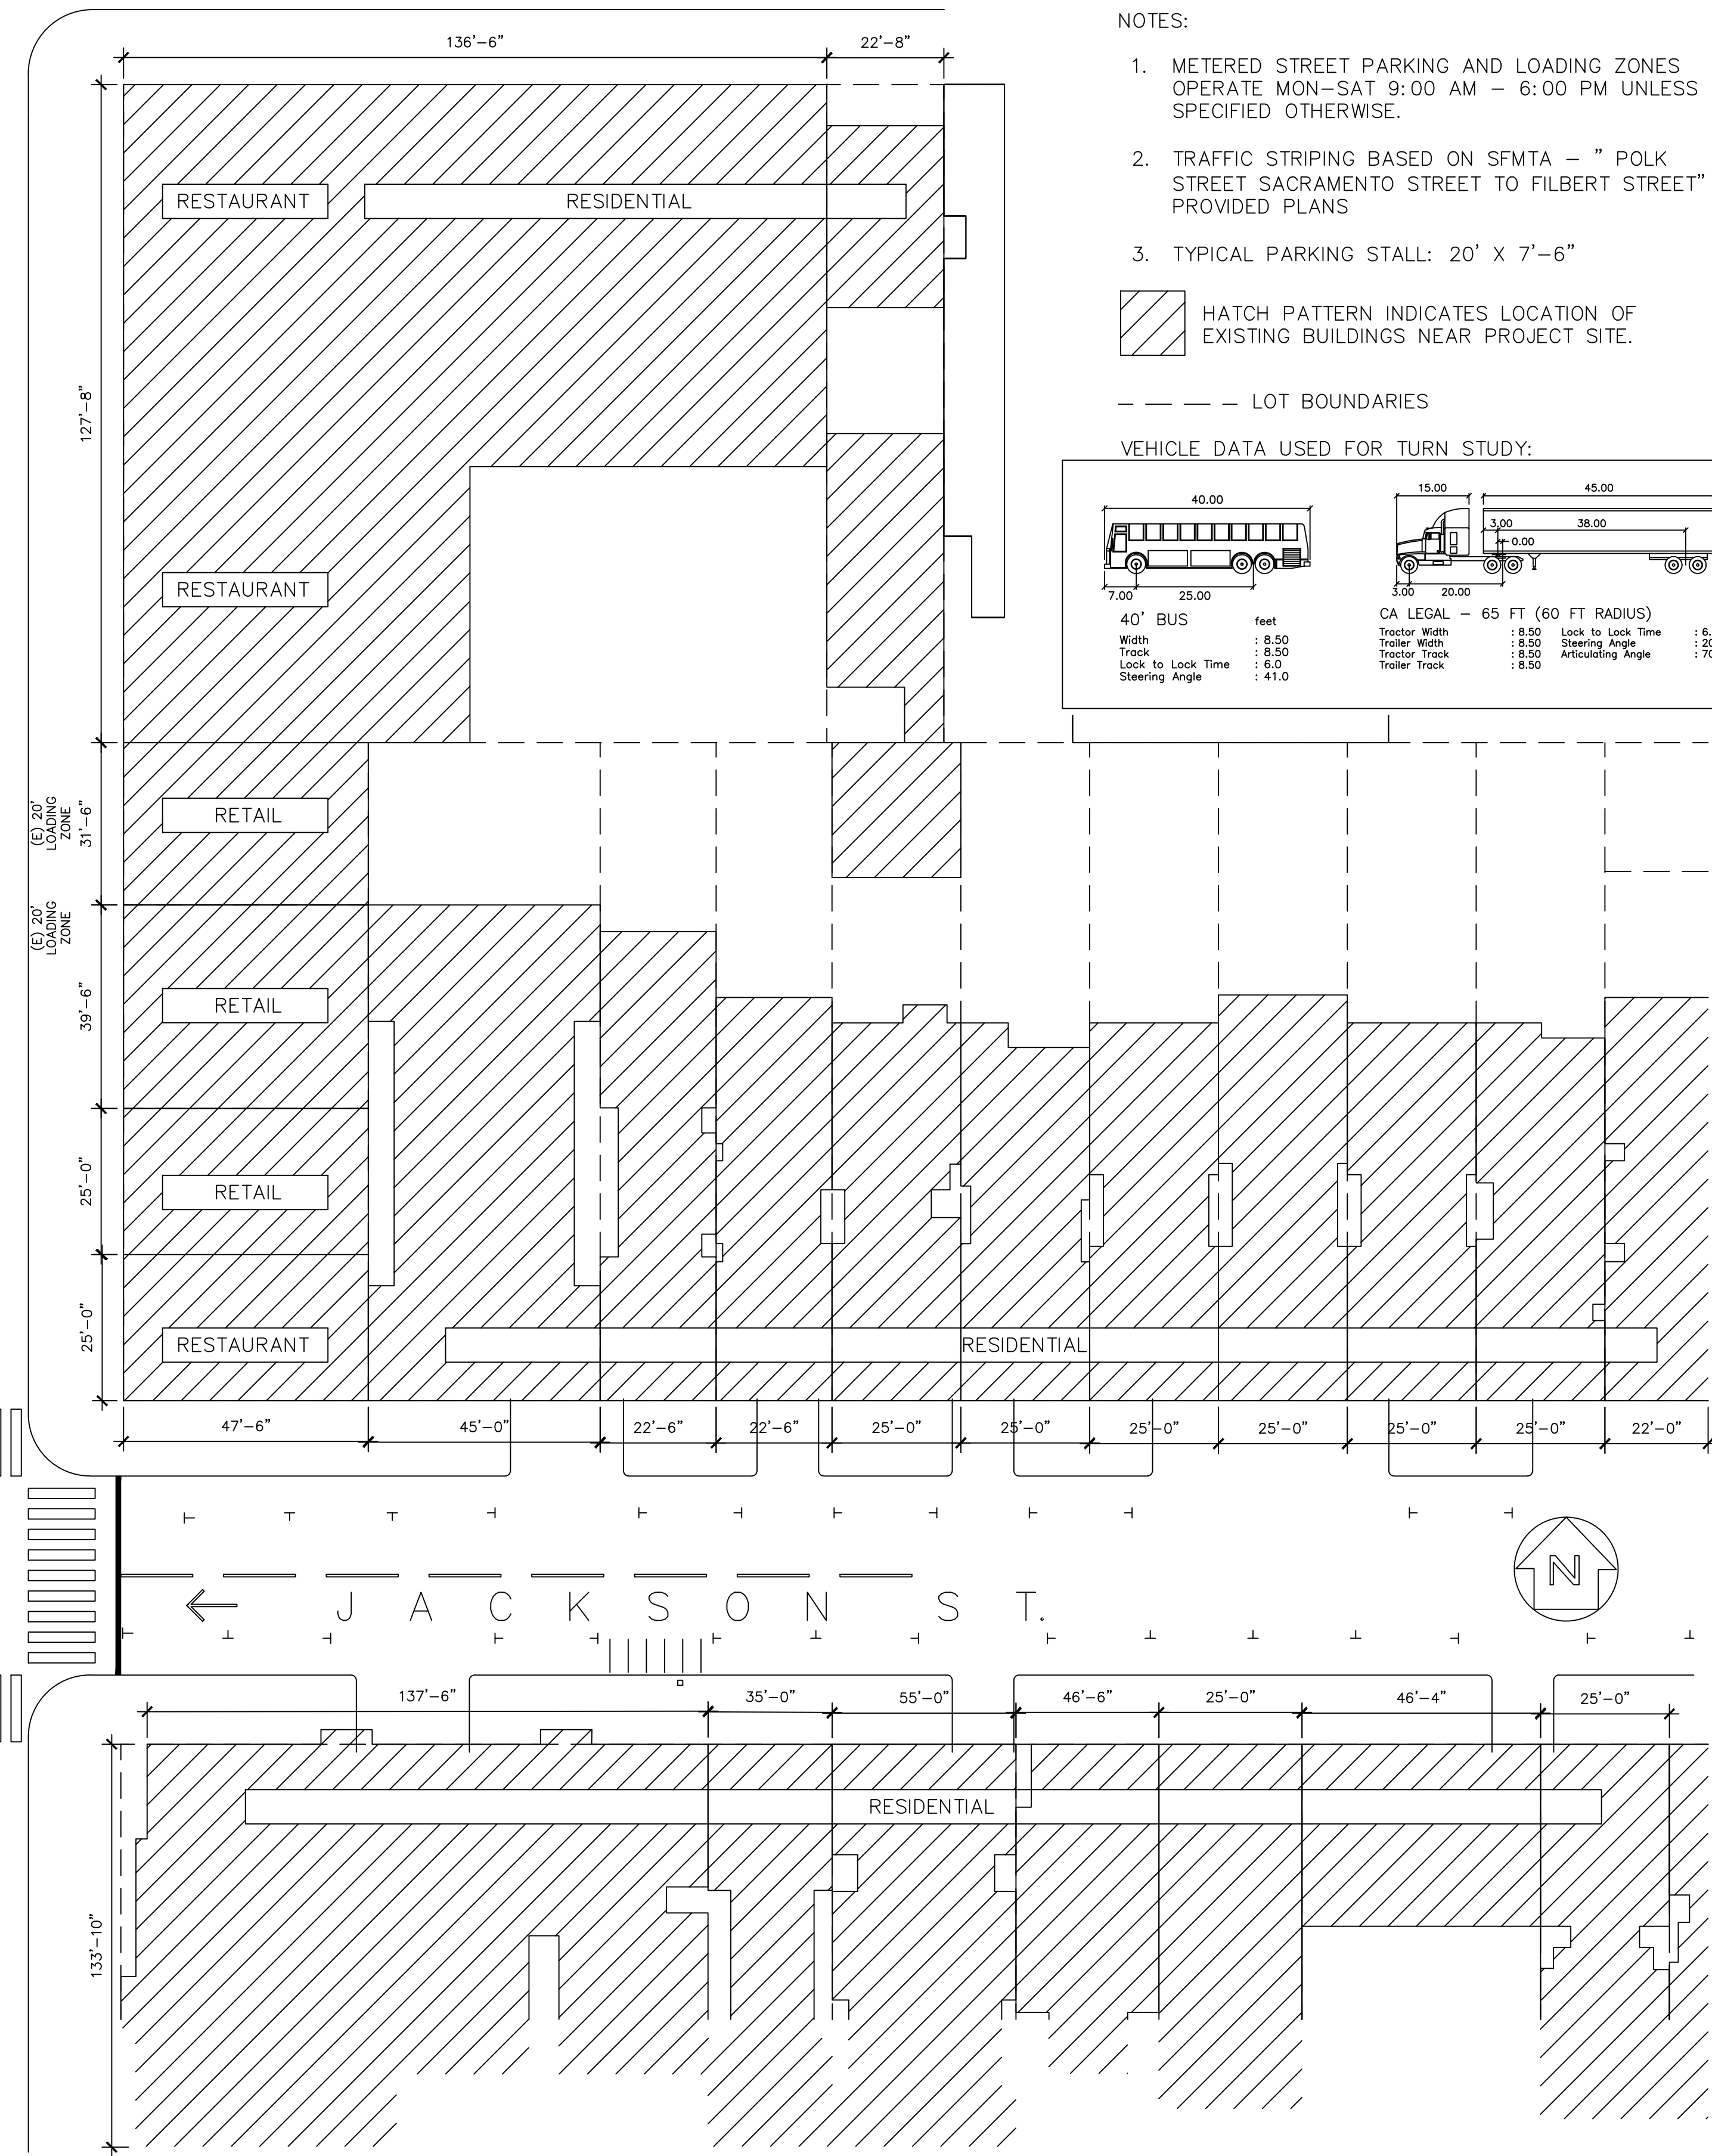 136'-6"
22'-8"
NOTES:
1. METERED STREET PARKING AND LOADING ZONES
OPERATE MON-SAT 9:00 AM – 6:00 PM UNLESS
SPECIFIED OTHERWISE.
2. TRAFFIC STRIPING BASED ON SFMTA – " POLK
STREET SACRAMENTO STREET TO FILBERT STREET"
PROVIDED PLANS
3. TYPICAL PARKING STALL: 20' X 7'-6"
HATCH PATTERN INDICATES LOCATION OF
EXISTING BUILDINGS NEAR PROJECT SITE.
LOT BOUNDARIES
VEHICLE DATA USED FOR TURN STUDY:
40.00
7.00
25.00
40' BUS
feet
Width : 8.50
Track : 8.50
Lock to Lock Time : 6.0
Steering Angle : 41.0
15.00
45.00
3.00
38.00
0.00
3.00
20.00
CA LEGAL – 65 FT (60 FT RADIUS)
Tractor Width : 8.50 Lock to Lock Time : 6.
Trailer Width : 8.50 Steering Angle : 20
Tractor Track : 8.50 Articulating Angle : 70
Trailer Track : 8.50
RESTAURANT
RESIDENTIAL
127'-8"
RESTAURANT
(E) 20'
LOADING
ZONE
31'-6"
RETAIL
(E) 20'
LOADING
ZONE
39'-6"
RETAIL
25'-0"
RETAIL
25'-0"
RESTAURANT
RESIDENTIAL
47'-6"
45'-0"
22'-6"
22'-6"
25'-0"
25'-0"
25'-0"
25'-0"
25'-0"
25'-0"
22'-0"
N
JACKSON ST.
137'-6"
35'-0"
55'-0"
46'-6"
25'-0"
46'-4"
25'-0"
RESIDENTIAL
133'-10"